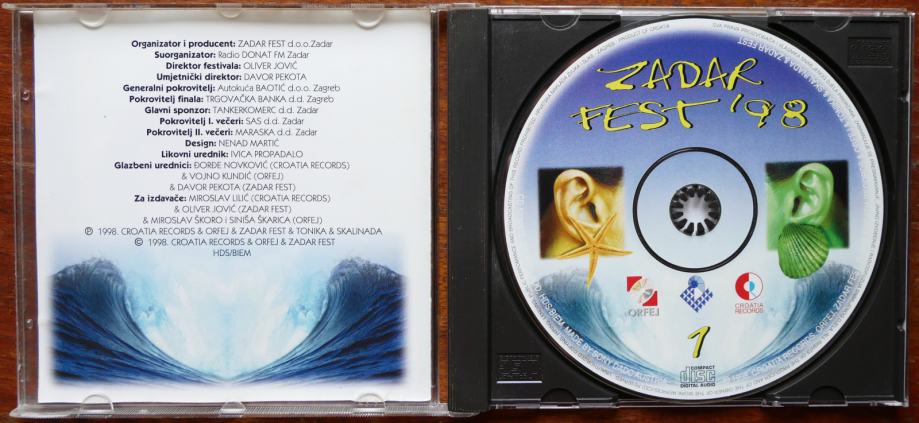 Organizator i producent: ZADAR FEST d.o.o.Zadar
Suorganizator: Radio DONAT FM Zadar
Direktor festivala: OLIVER JOVIĆ
Umjetnički direktor: DAVOR PEKOTA
Generalni pokrovitelj: Autokuća BAOTIĆ d.o.o. Zagreb
Pokrovitelj finala: TRGOVAČKA BANKA d.d. Zagreb
Glavni sponzor: TANKERKOMERC d.d. Zadar
Pokrovitelj I. večeri: SAS d.d. Zadar
Pokrovitelj II. večeri: MARASKA d.d. Zadar
Design: NENAD MARTIĆ
Likovni urednik: IVICA PROPADALO
Glazbeni urednici: ĐORĐE NOVKOVIĆ (CROATIA RECORDS)
& VOJNO KUNDIĆ (ORFEJ)
& DAVOR PEKOTA (ZADAR FEST)
Za izdavače: MIROSLAV LILIĆ (CROATIA RECORDS)
& OLIVER JOVIĆ (ZADAR FEST)
& MIROSLAV ŠKORO i SINIŠA ŠKARICA (ORFEJ)
℗ 1998. CROATIA RECORDS & ORFEJ & ZADAR FEST & TONIKA & SKALINADA
© 1998. CROATIA RECORDS & ORFEJ & ZADAR FEST
HDS/BIEM
ZADAR
FEST '98
ORFEJ
CROATIA
RECORDS
1
COMPACT
disc
DIGITAL AUDIO